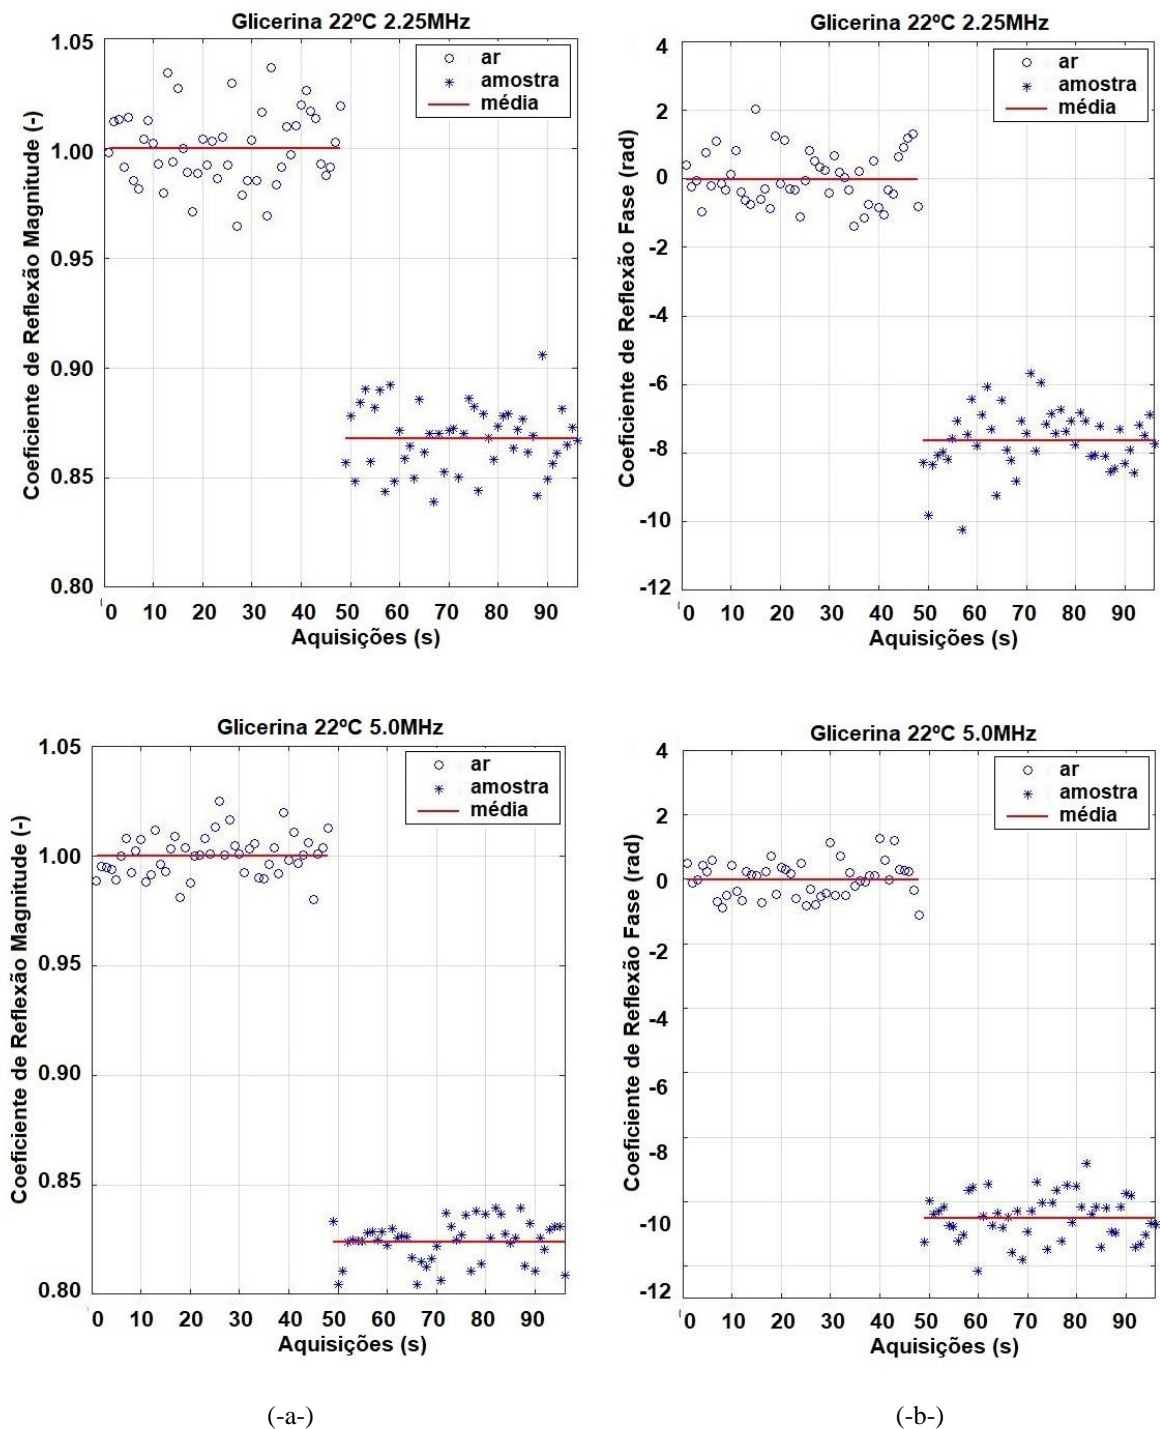 Glicerina 22ºC 2.25MHz
Coeficiente de Reflexão Magnitude (-)
1.05
1.00
0.95
0.90
0.85
0.80
ar
amostra
média
0 10 20 30 40 50 60 70 80 90
Aquisições (s)
Glicerina 22ºC 2.25MHz
Coeficiente de Reflexão Fase (rad)
4
2
0
-2
-4
-6
-8
-10
-12
ar
amostra
média
0 10 20 30 40 50 60 70 80 90
Aquisições (s)
Glicerina 22ºC 5.0MHz
Coeficiente de Reflexão Magnitude (-)
1.05
1.00
0.95
0.90
0.85
0.80
ar
amostra
média
0 10 20 30 40 50 60 70 80 90
Aquisições (s)
Glicerina 22ºC 5.0MHz
Coeficiente de Reflexão Fase (rad)
4
2
0
-2
-4
-6
-8
-10
-12
ar
amostra
média
0 10 20 30 40 50 60 70 80 90
Aquisições (s)
(-a-)
(-b-)